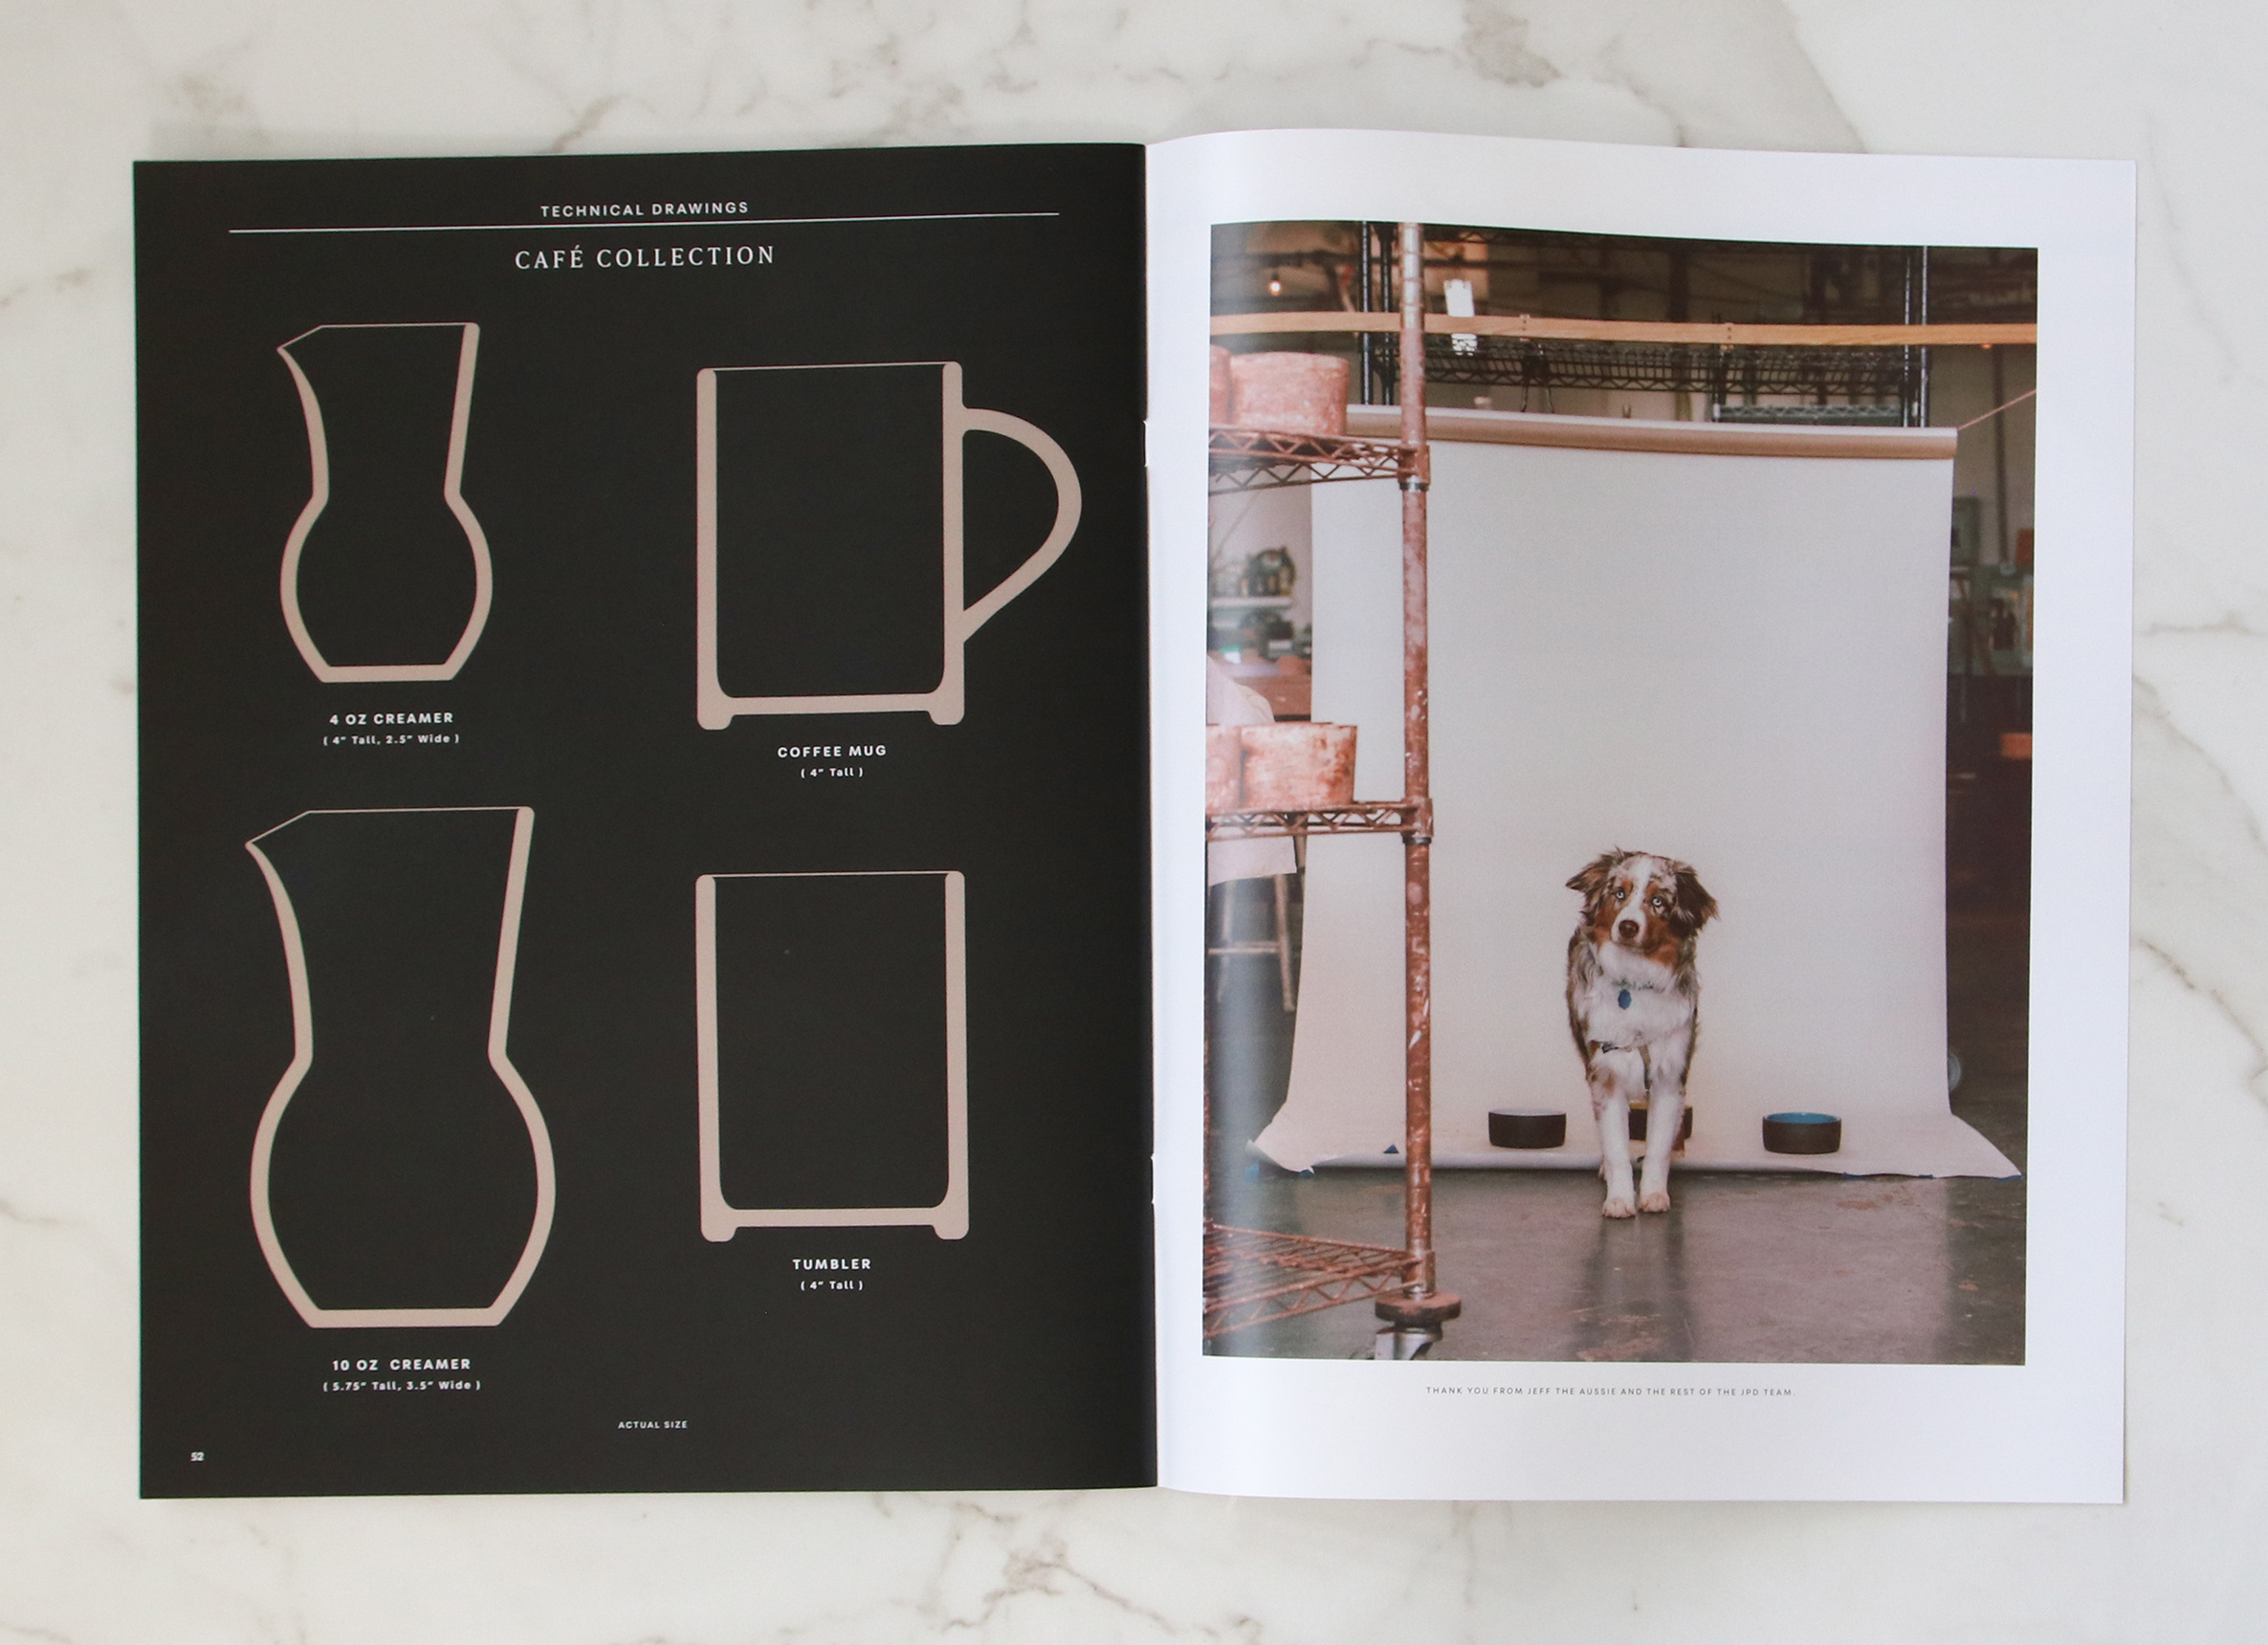 TECHNICAL DRAWINGS
CAFÉ COLLECTION
4 OZ CREAMER
( 4" Tall, 2.5" Wide )
COFFEE MUG
( 4" Tall )
10 OZ CREAMER
( 5.75" Tall, 3.5" Wide )
TUMBLER
( 4" Tall )
ACTUAL SIZE
52
THANK YOU FROM JEFF THE AUSSIE AND THE REST OF THE JPD TEAM.